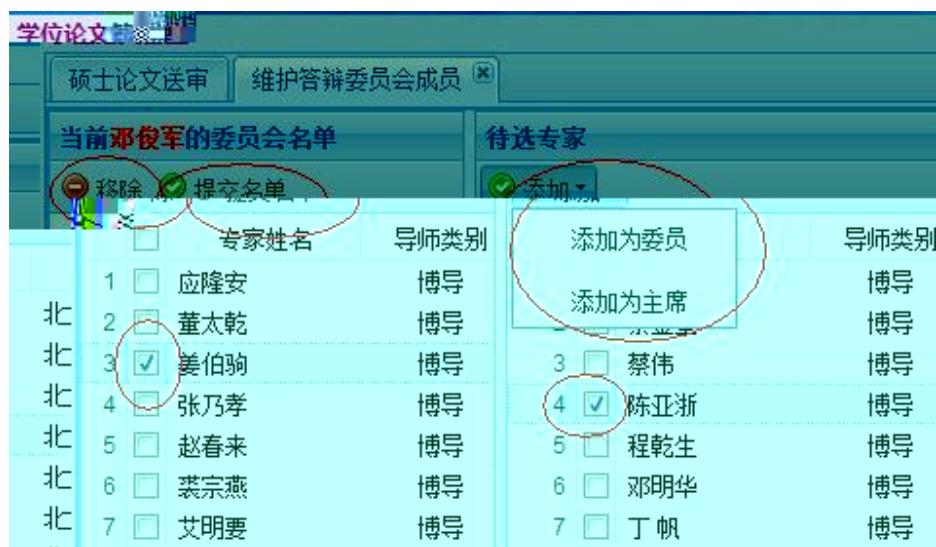 学位论文
硕士论文送审 维护答辩委员会成员
当前邓俊军的委员会名单 待选专家
移除 提交名单 添加
专家姓名 导师类别 添加为委员 导师类别
1 应隆安 博导 博导
添加为主席
北 2 董太乾 博导 博导
北 3 姜伯驹 博导 3 蔡伟 博导
北 4 张乃孝 博导 4 陈亚浙 博导
北 5 赵春来 博导 5 程乾生 博导
北 6 裘宗燕 博导 6 邓明华 博导
北 7 艾明要 博导 7 丁帆 博导